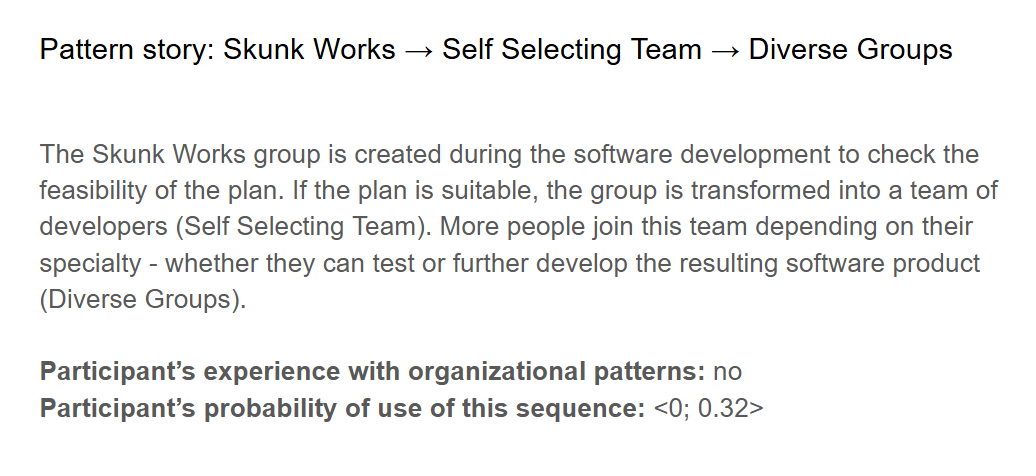 Pattern story: Skunk Works → Self Selecting Team → Diverse Groups
The Skunk Works group is created during the software development to check the
feasibility of the plan. If the plan is suitable, the group is transformed into a team of
developers (Self Selecting Team). More people join this team depending on their
specialty - whether they can test or further develop the resulting software product
(Diverse Groups).
Participant’s experience with organizational patterns: no
Participant’s probability of use of this sequence: <0; 0.32>